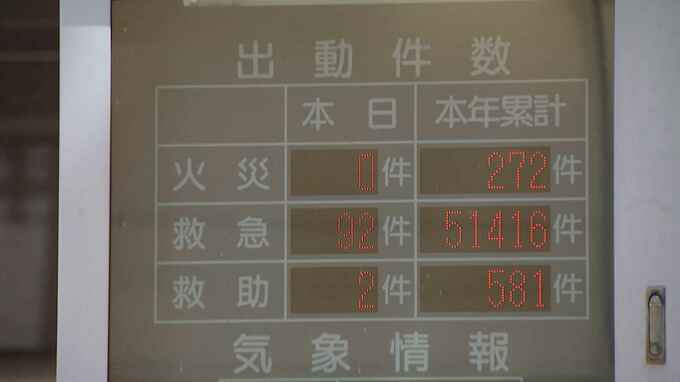 出動件数
本日 本年累計
火災 0件 272件
救急 92件 51416件
救助 2件 581件
気象情報